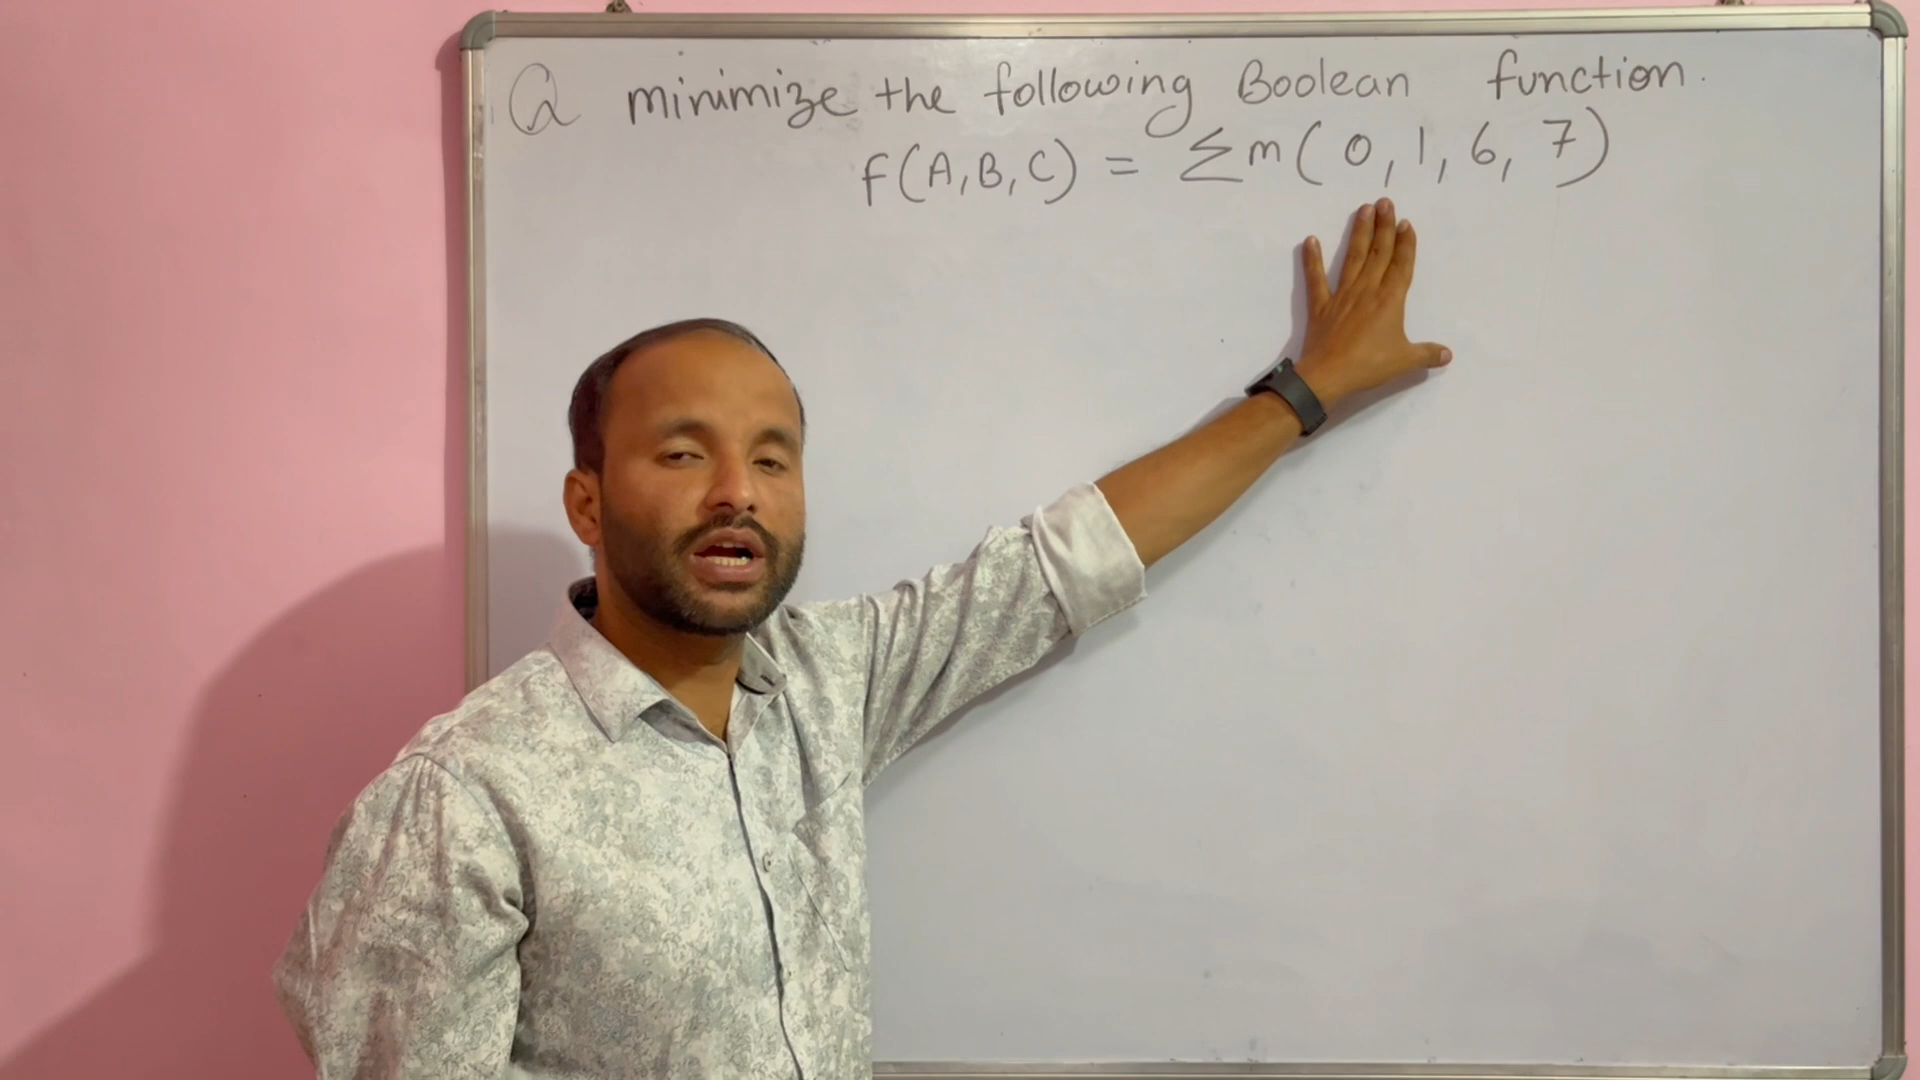 Q minimize the following Boolean function.
f(A,B,C) = Σm(0,1,6,7)